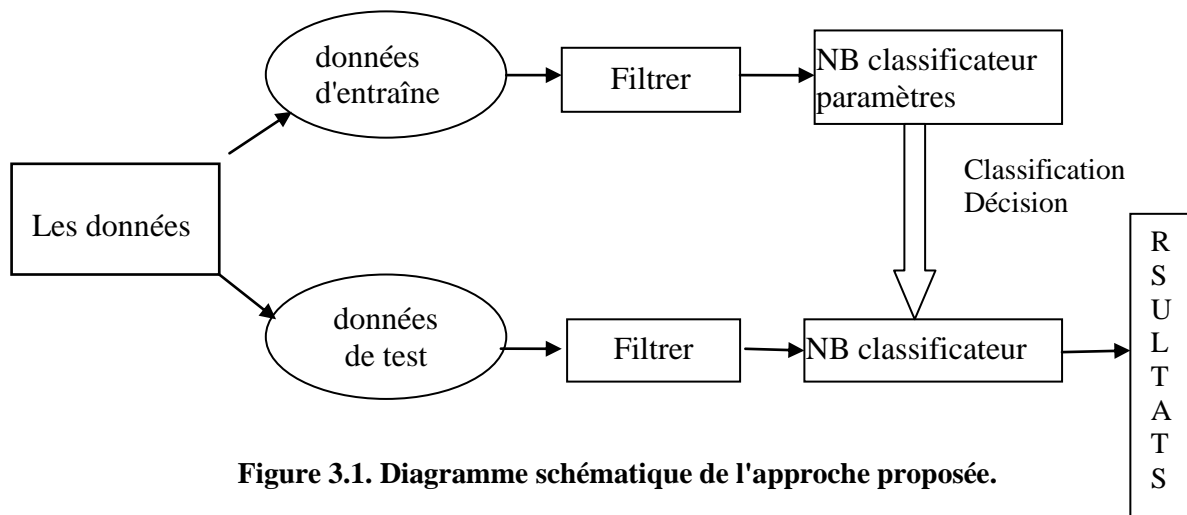 données
d'entraîne
Filtrer
NB classificateur
paramètres
Classification
Décision
Les données
données
de test
Filtrer
NB classificateur
R
S
U
L
T
A
T
S
Figure 3.1. Diagramme schématique de l'approche proposée.